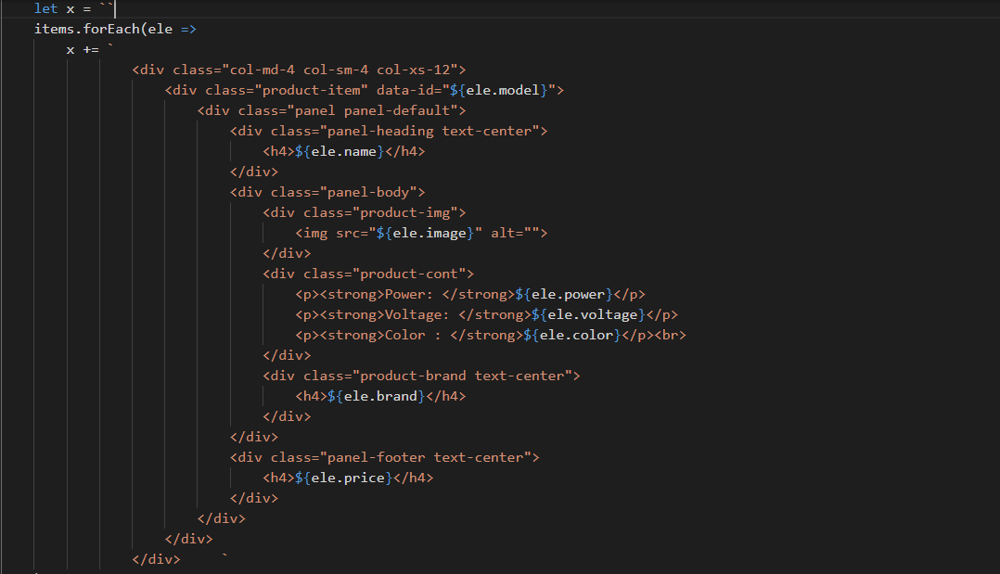 let x = ``
items.forEach(ele =>
x += `
<div class="col-md-4 col-sm-4 col-xs-12">
<div class="product-item" data-id="${ele.model}">
<div class="panel panel-default">
<div class="panel-heading text-center">
<h4>${ele.name}</h4>
</div>
<div class="panel-body">
<div class="product-img">
<img src="${ele.image}" alt="">
</div>
<div class="product-cont">
<p><strong>Power: </strong>${ele.power}</p>
<p><strong>Voltage: </strong>${ele.voltage}</p>
<p><strong>Color : </strong>${ele.color}</p><br>
</div>
<div class="product-brand text-center">
<h4>${ele.brand}</h4>
</div>
</div>
<div class="panel-footer text-center">
<h4>${ele.price}</h4>
</div>
</div>
</div>
</div>     `